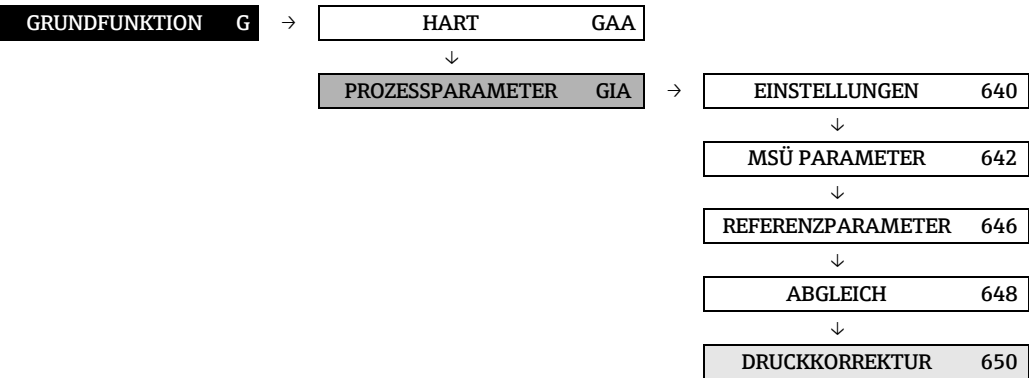 GRUNDFUNKTION G → HART GAA
↓
PROZESSPARAMETER GIA → EINSTELLUNGEN 640
↓
MSÜ PARAMETER 642
↓
REFERENZPARAMETER 646
↓
ABGLEICH 648
↓
DRUCKKORREKTUR 650